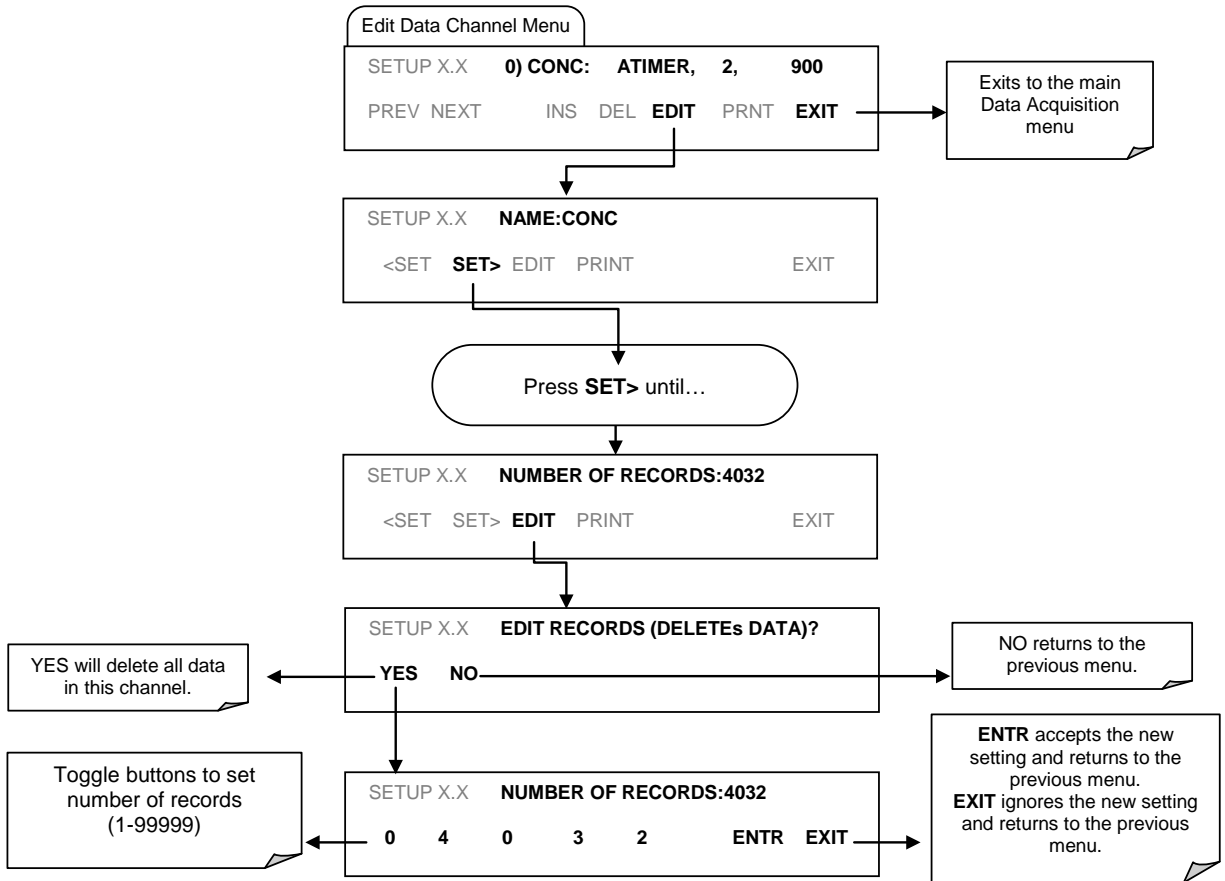 Edit Data Channel Menu
SETUP X.X 0) CONC: ATIMER, 2, 900
PREV NEXT INS DEL EDIT PRNT EXIT
Exits to the main
Data Acquisition
menu
SETUP X.X NAME:CONC
<SET SET> EDIT PRINT EXIT
Press SET> until…
SETUP X.X NUMBER OF RECORDS:4032
<SET SET> EDIT PRINT EXIT
SETUP X.X EDIT RECORDS (DELETEs DATA)?
YES NO
YES will delete all data
in this channel.
NO returns to the
previous menu.
Toggle buttons to set
number of records
(1-99999)
SETUP X.X NUMBER OF RECORDS:4032
0 4 0 3 2 ENTR EXIT
ENTR accepts the new
setting and returns to the
previous menu.
EXIT ignores the new setting
and returns to the previous
menu.